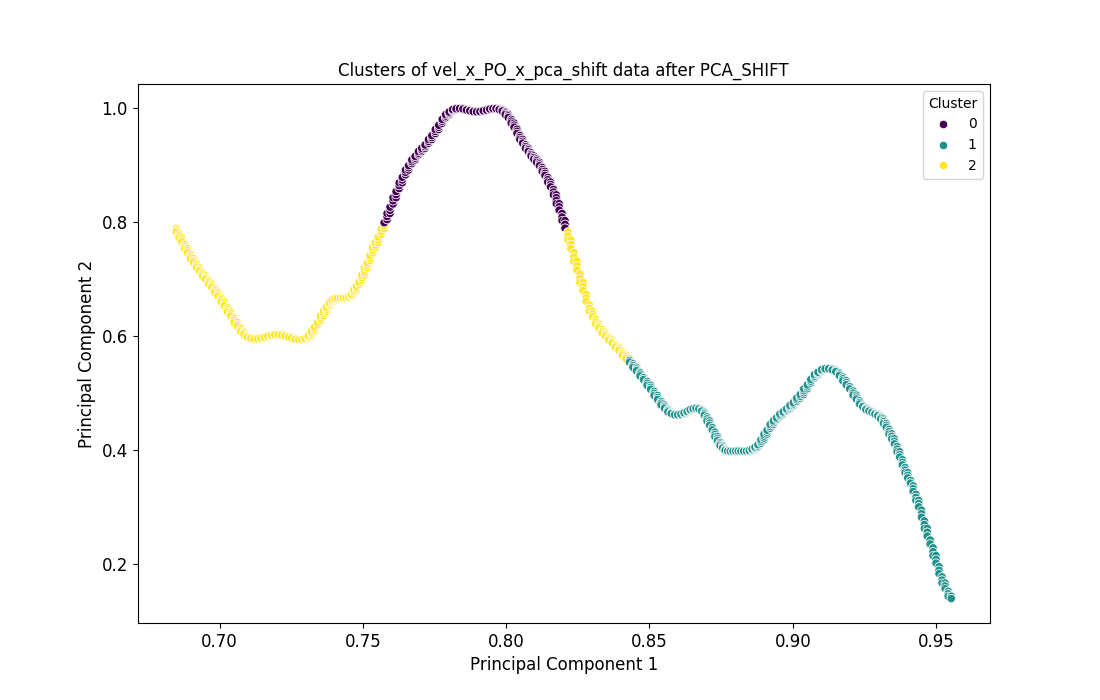 Clusters of vel_x_PO_x_pca_shift data after PCA_SHIFT
Cluster
0
1
2
Principal Component 2
1.0
0.8
0.6
0.4
0.2
0.70 0.75 0.80 0.85 0.90 0.95
Principal Component 1